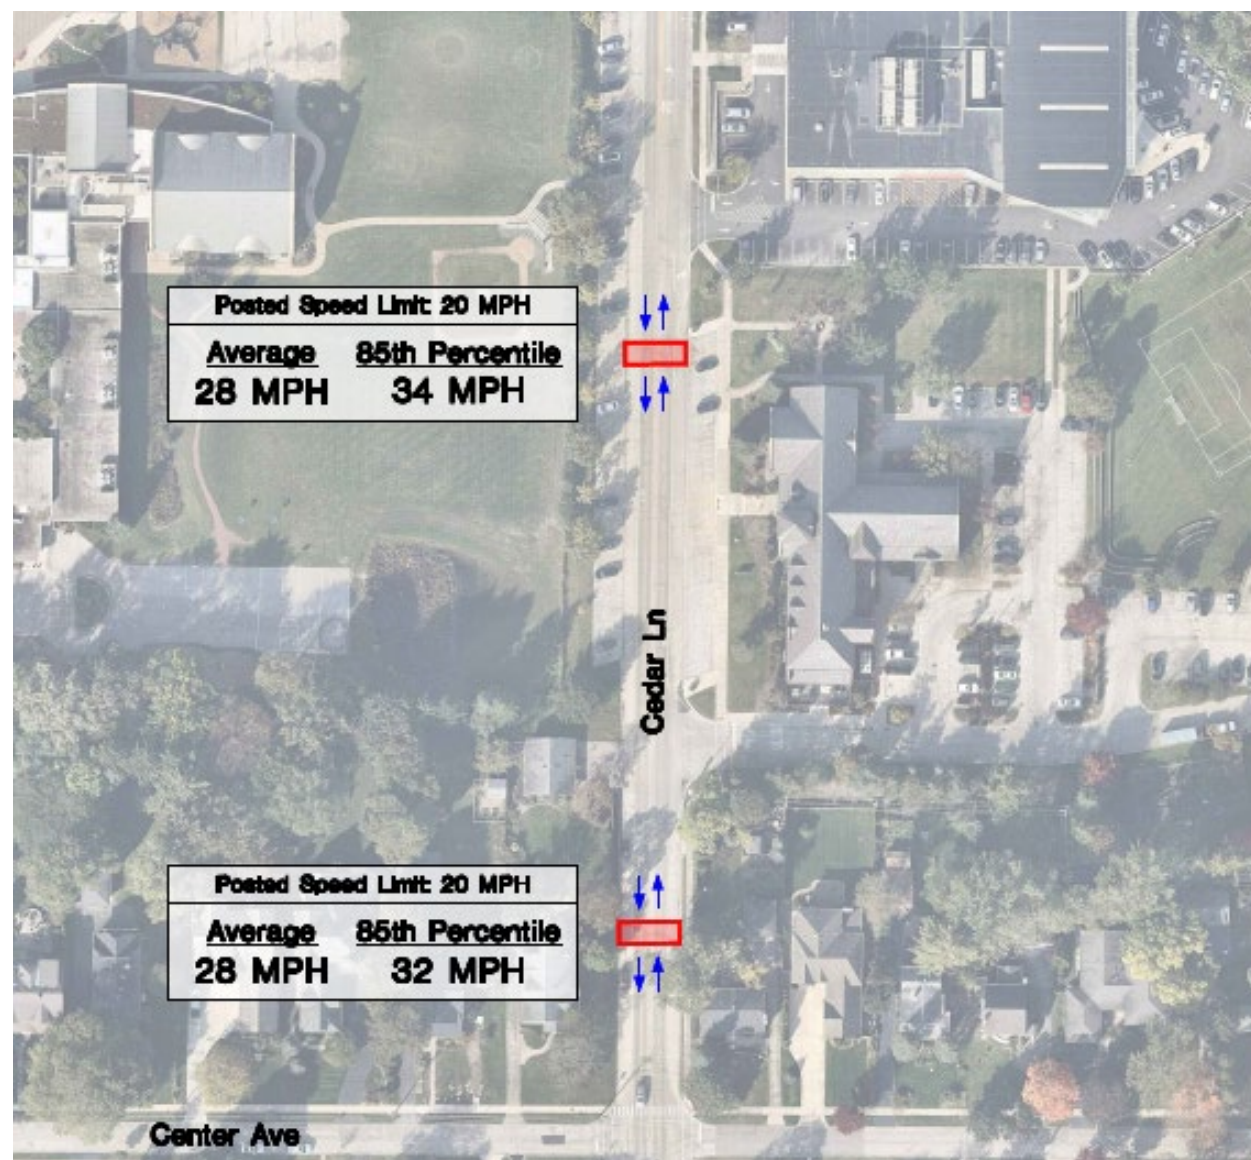 Posted Speed Limit: 20 MPH
Average 85th Percentile
28 MPH 34 MPH
Cedar Ln
Posted Speed Limit: 20 MPH
Average 85th Percentile
28 MPH 32 MPH
Center Ave